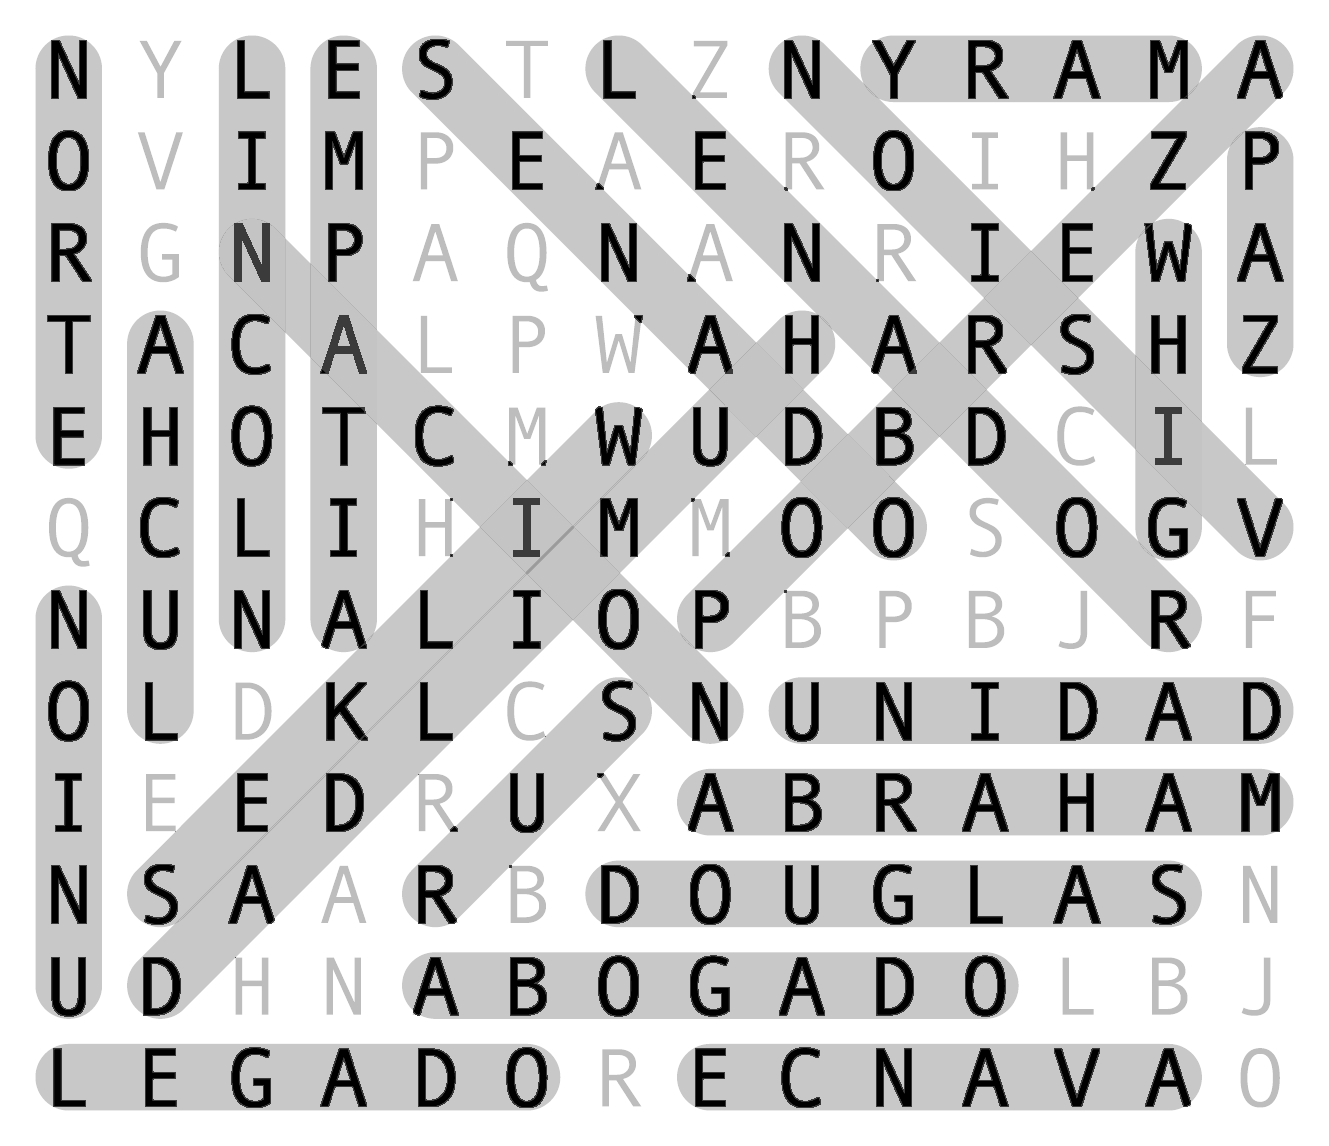 N Y L E S T L Z N Y R A M A
O V I M P E A E R O I H Z P
R G N P A Q N A N R I E W A
T A C A L P W A H A R S H Z
E H O T C M W U D B D C I L
Q C L I H I M M O O S O G V
N U N A L I O P B P B J R F
O L D K L C S N U N I D A D
I E E D R U X A B R A H A M
N S A A R B D O U G L A S N
U D H N A B O G A D O L B J
L E G A D O R E C N A V A O